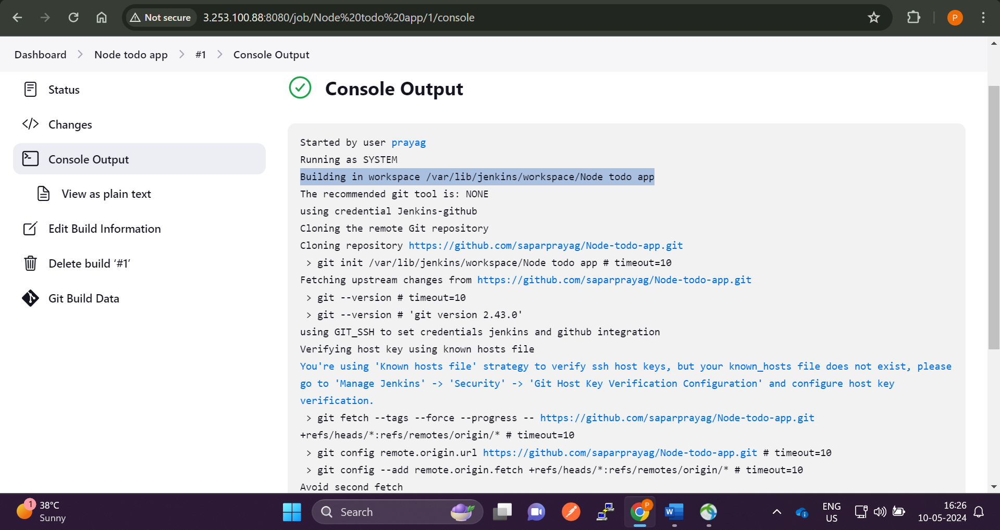 Not secure
3.253.100.88:8080/job/Node%20todo%20app/1/console
P
Dashboard > Node todo app > #1 > Console Output
Status
Changes
Console Output
View as plain text
Edit Build Information
Delete build ‘#1’
Git Build Data
Console Output
Started by user prayag
Running as SYSTEM
Building in workspace /var/lib/jenkins/workspace/Node todo app
The recommended git tool is: NONE
using credential Jenkins-github
Cloning the remote Git repository
Cloning repository https://github.com/saparprayag/Node-todo-app.git
> git init /var/lib/jenkins/workspace/Node todo app # timeout=10
Fetching upstream changes from https://github.com/saparprayag/Node-todo-app.git
> git --version # timeout=10
> git --version # 'git version 2.43.0'
using GIT_SSH to set credentials jenkins and github integration
Verifying host key using known hosts file
You're using 'Known hosts file' strategy to verify ssh host keys, but your known_hosts file does not exist, please
go to 'Manage Jenkins' -> 'Security' -> 'Git Host Key Verification Configuration' and configure host key
verification.
> git fetch --tags --force --progress -- https://github.com/saparprayag/Node-todo-app.git
+refs/heads/*:refs/remotes/origin/* # timeout=10
> git config remote.origin.url https://github.com/saparprayag/Node-todo-app.git # timeout=10
> git config --add remote.origin.fetch +refs/heads/*:refs/remotes/origin/* # timeout=10
Avoid second fetch
1
38°C
Sunny
Search
P
W
ENG
US
16:26
10-05-2024